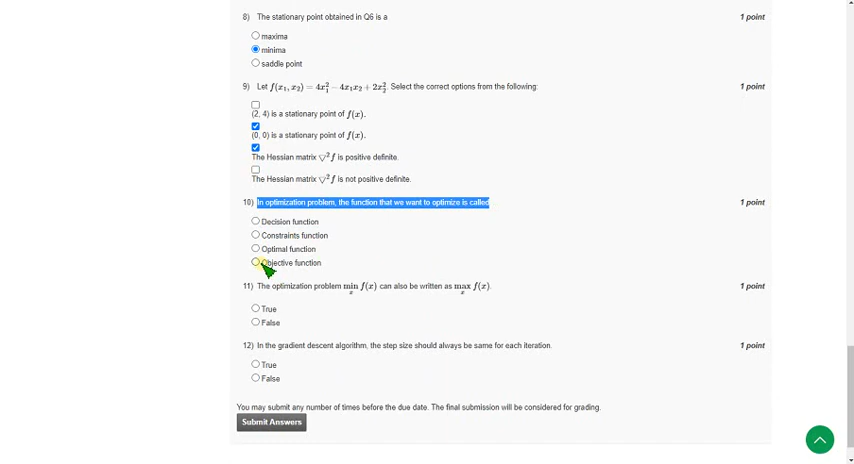 8) The stationary point obtained in Q6 is a 1 point
maxima
minima
saddle point
9) Let f(x₁, x₂) = 4x₁² − 4x₁x₂ + 2x₂². Select the correct options from the following: 1 point
(2, 4) is a stationary point of f(x).
(0, 0) is a stationary point of f(x).
The Hessian matrix ▽²f is positive definite.
The Hessian matrix ▽²f is not positive definite.
10) In optimization problem, the function that we want to optimize is called 1 point
Decision function
Constraints function
Optimal function
Objective function
11) The optimization problem min f(x) can also be written as max f(x). 1 point
x x
True
False
12) In the gradient descent algorithm, the step size should always be same for each iteration. 1 point
True
False
You may submit any number of times before the due date. The final submission will be considered for grading.
Submit Answers